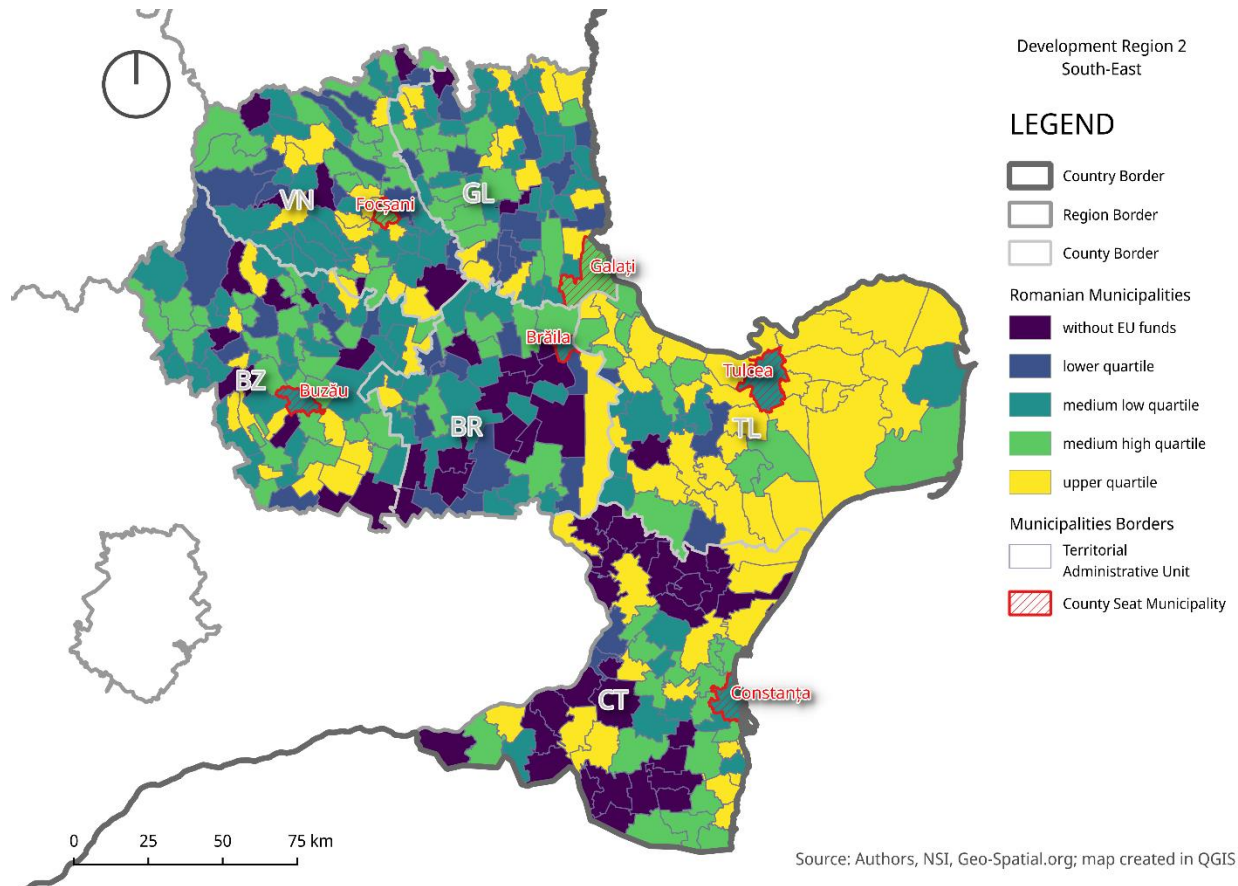 Development Region 2
South-East
LEGEND
Country Border
Region Border
County Border
Romanian Municipalities
without EU funds
lower quartile
medium low quartile
medium high quartile
upper quartile
Municipalities Borders
Territorial
Administrative Unit
County Seat Municipality
VN
Focșani
GL
Galați
Brăila
Tulcea
BZ
Buzău
BR
TL
CT
Constanța
0 25 50 75 km
Source: Authors, NSI, Geo-Spatial.org; map created in QGIS